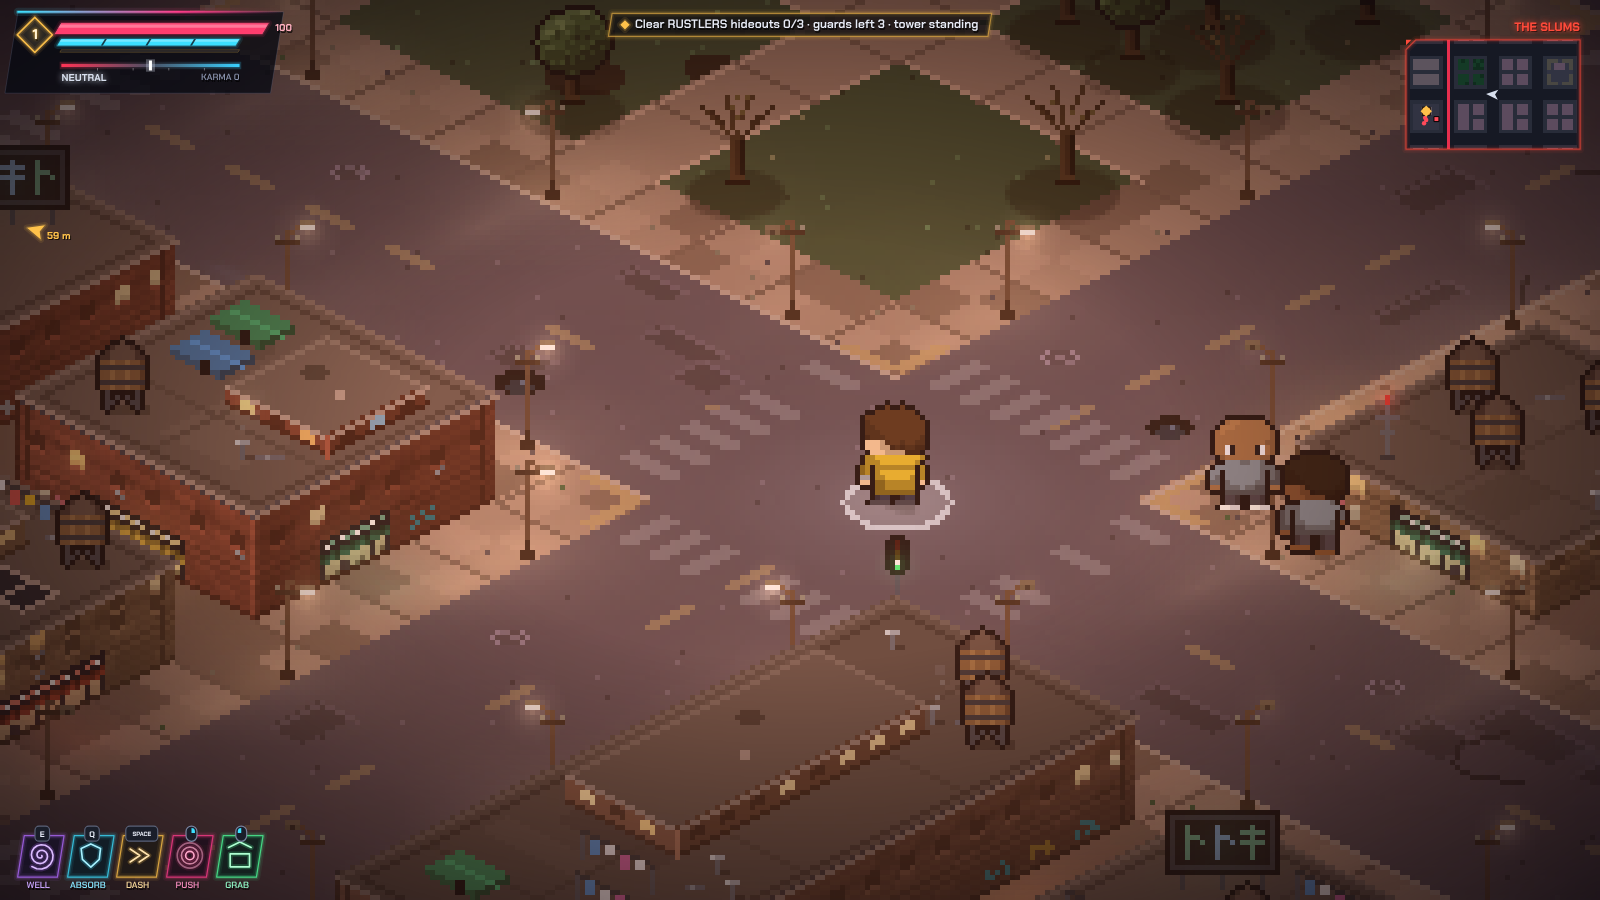 1
100
NEUTRAL
KARMA 0
Clear RUSTLERS hideouts 0/3 · guards left 3 · tower standing
THE SLUMS
59 m
E
Q
SPACE
WELL
ABSORB
DASH
PUSH
GRAB